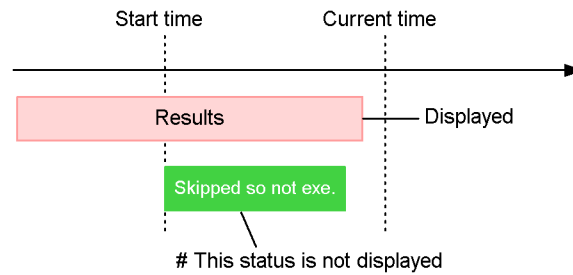 Start time
Current time
Results
Displayed
Skipped so not exe.
# This status is not displayed